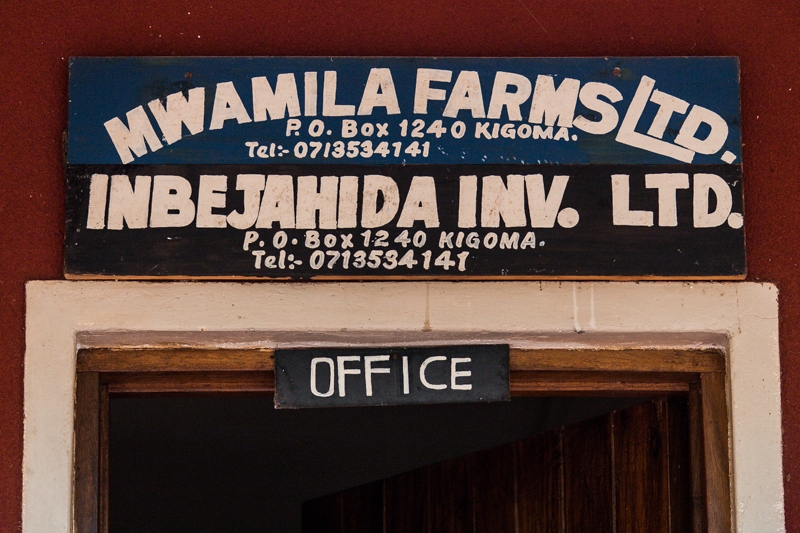 MWAMILA FARMS LTD.
P.O. Box 1240 KIGOMA.
Tel:- 0713534141
INBEJAHIDA INV. LTD.
P.O. Box 1240 KIGOMA.
Tel:- 0713534141
OFFICE